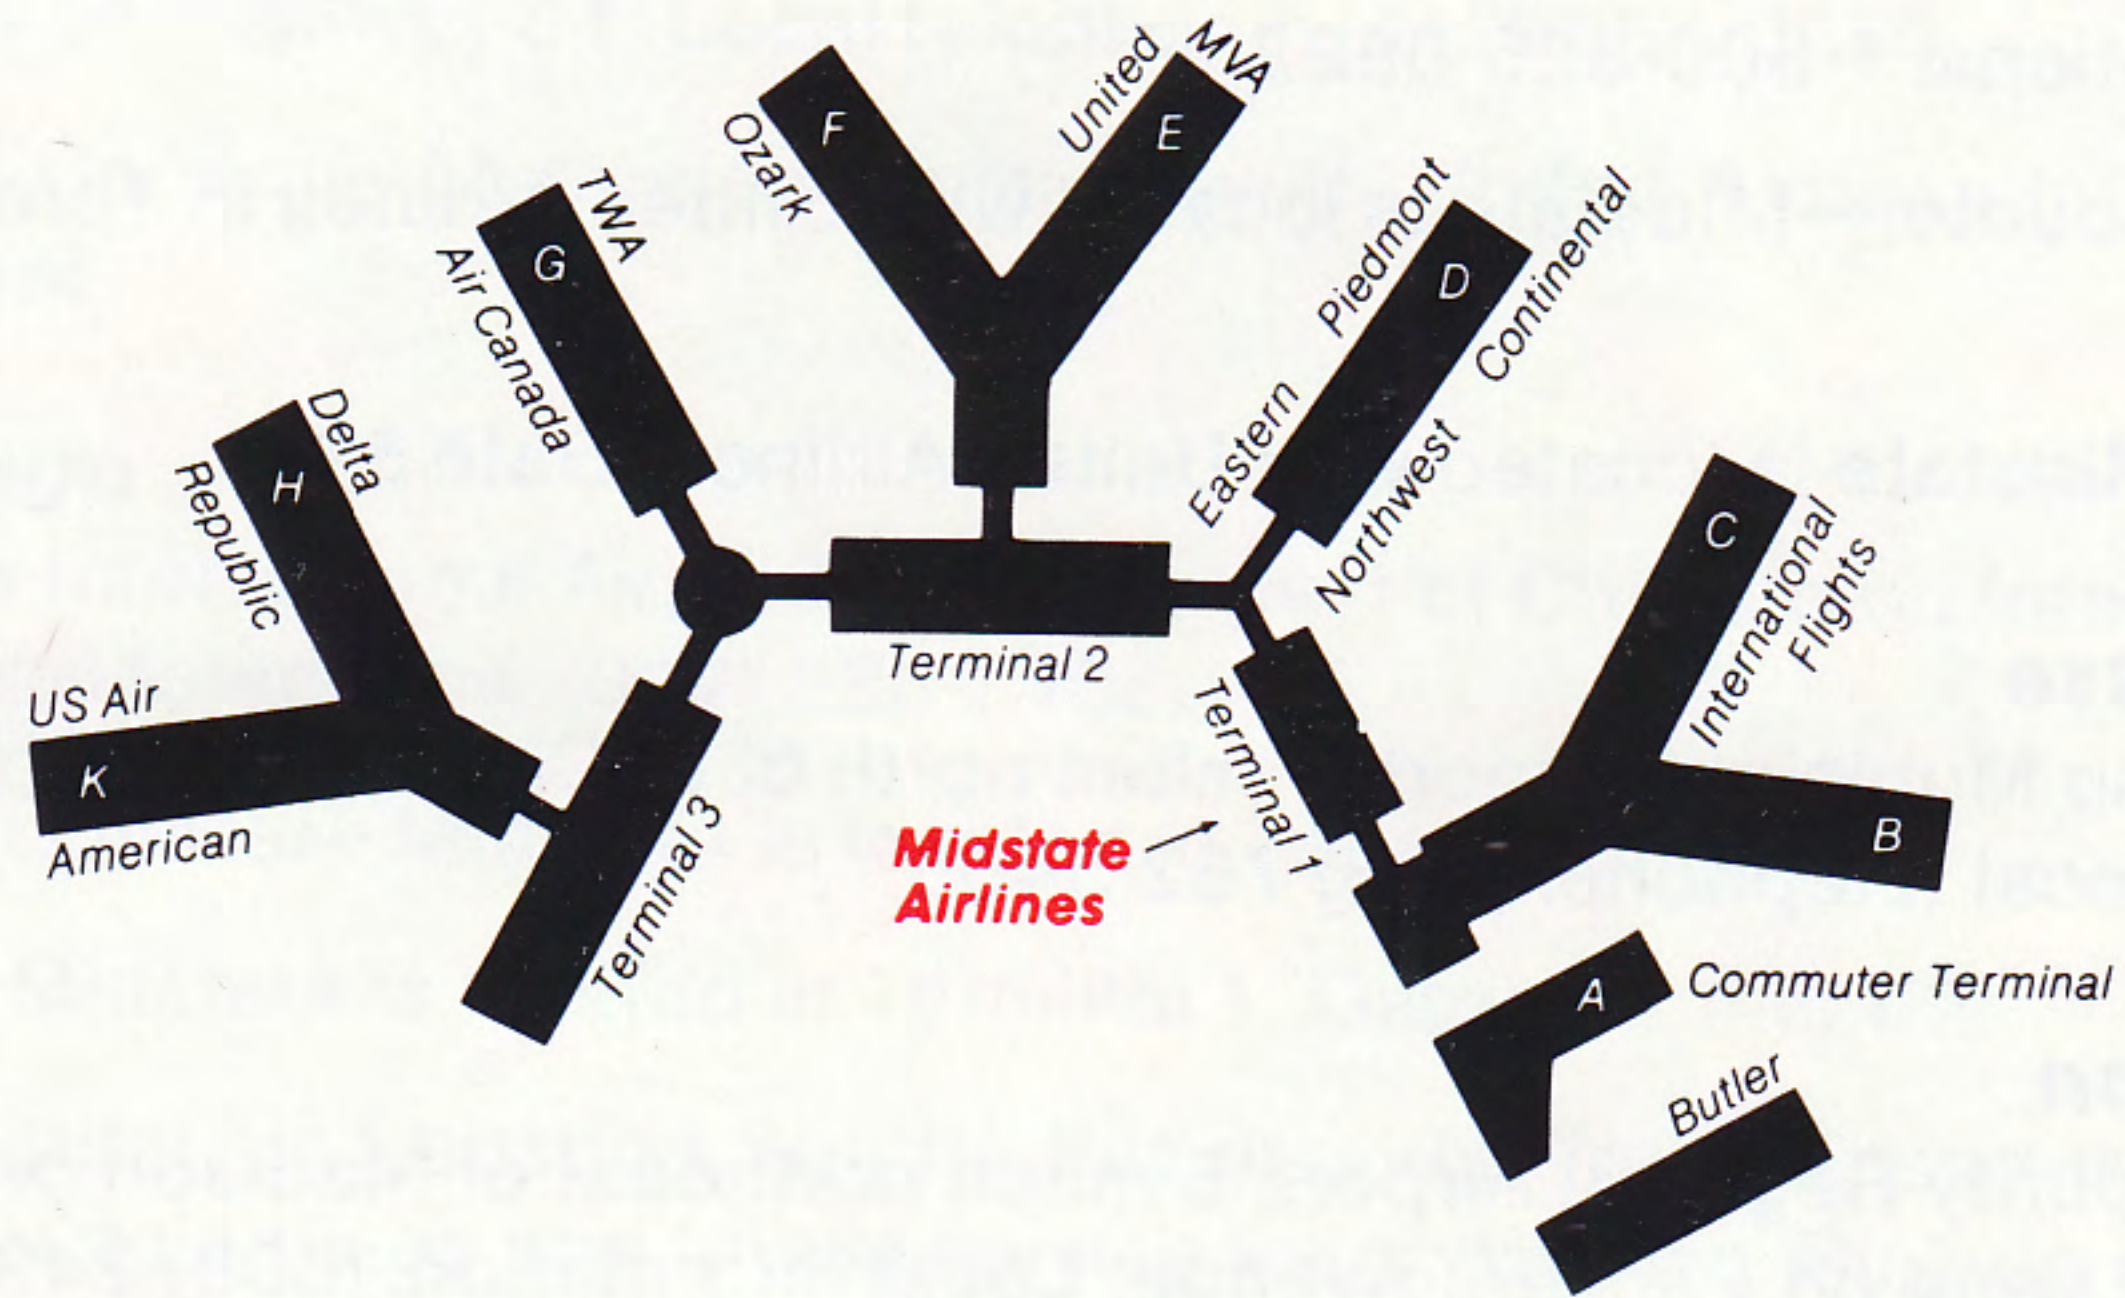 MVA
United
F
E
Ozark
TWA
Piedmont
D
Continental
G
Air Canada
Delta
Eastern
Northwest
H
Republic
C
International
Flights
Terminal 2
US Air
K
American
Terminal 3
Terminal 1
Midstate
Airlines
B
A
Commuter Terminal
Butler